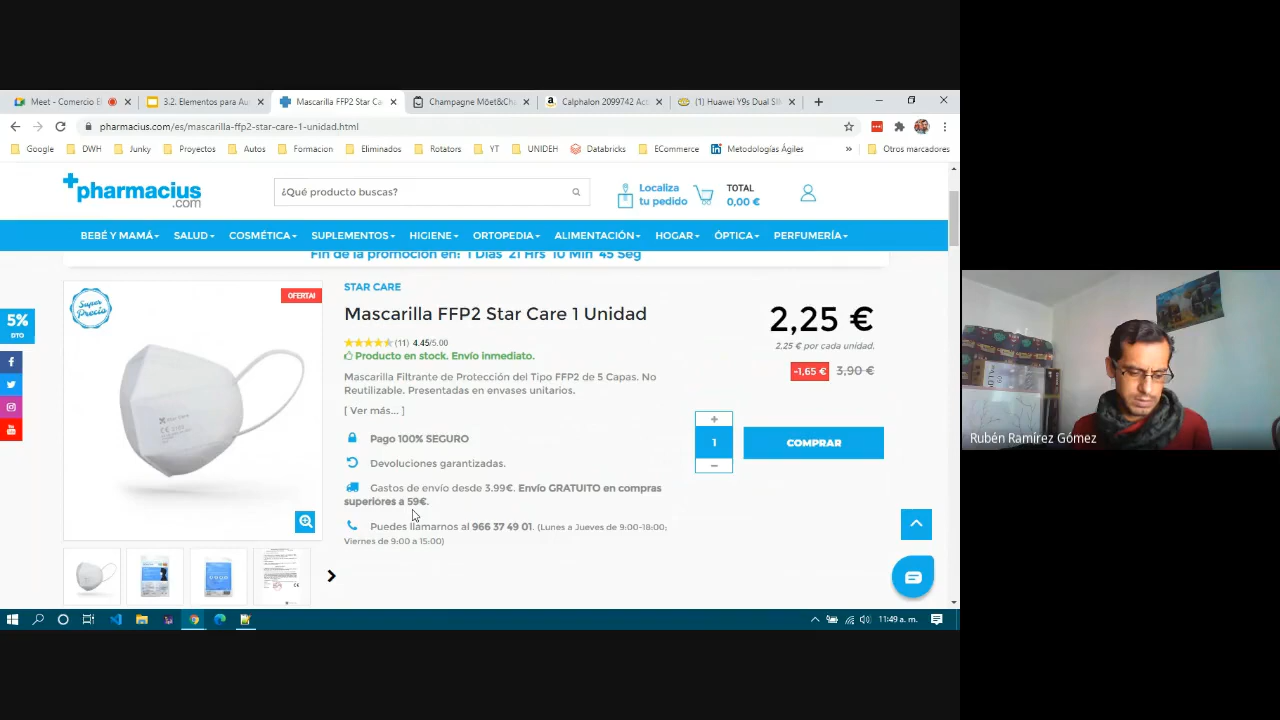 Meet - Comercio E
3.2. Elementos para Au
Mascarilla FFP2 Star Ca
Champagne Möet&Cha
Calphalon 2099742 Act
(1) Huawei Y9s Dual SI
pharmacius.com/es/mascarilla-ffp2-star-care-1-unidad.html
Google
DWH
Junky
Proyectos
Autos
Formacion
Eliminados
Rotators
YT
UNIDEH
Databricks
ECommerce
Metodologías Ágiles
»
Otros marcadores
pharmacius
.com
¿Qué producto buscas?
Localiza
tu pedido
TOTAL
0,00 €
BEBÉ Y MAMÁ
SALUD
COSMÉTICA
SUPLEMENTOS
HIGIENE
ORTOPEDIA
ALIMENTACIÓN
HOGAR
ÓPTICA
PERFUMERÍA
Fin de la promoción en: 1 Días 21 Hrs 10 Min 45 Seg
Super
Precio
OFERTA!
5%
DTO
STAR CARE
Mascarilla FFP2 Star Care 1 Unidad
(11) 4.45/5.00
Producto en stock. Envío inmediato.
Mascarilla Filtrante de Protección del Tipo FFP2 de 5 Capas. No
Reutilizable. Presentadas en envases unitarios.
[ Ver más... ]
Pago 100% SEGURO
Devoluciones garantizadas.
Gastos de envío desde 3.99€. Envío GRATUITO en compras
superiores a 59€.
Puedes llamarnos al 966 37 49 01. (Lunes a Jueves de 9:00-18:00;
Viernes de 9:00 a 15:00)
2,25 €
2,25 € por cada unidad.
-1,65 € 3,90 €
1
COMPRAR
11:49 a. m.
Rubén Ramírez Gómez